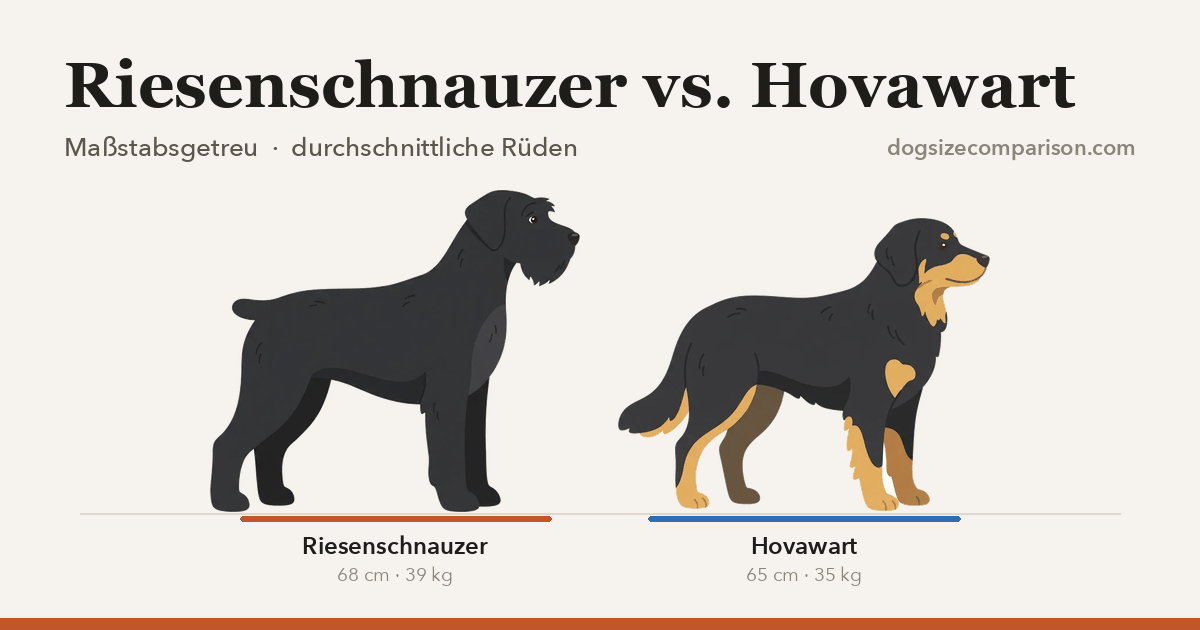 Riesenschnauzer vs. Hovawart
Maßstabsgetreu · durchschnittliche Rüden
dogsizecomparison.com
Riesenschnauzer
68 cm · 39 kg
Hovawart
65 cm · 35 kg